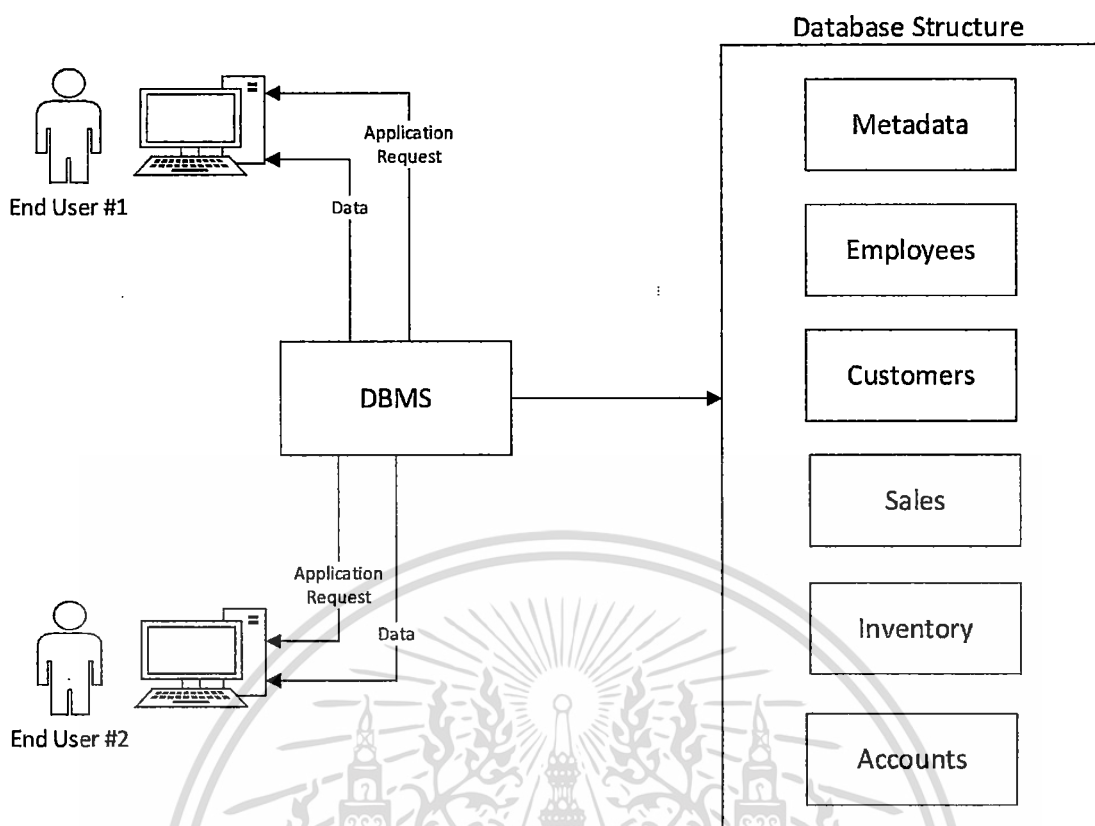 Database Structure
Metadata
Application
Request
End User #1
Data
Employees
Customers
DBMS
Sales
Application
Request
Data
Inventory
End User #2
Accounts